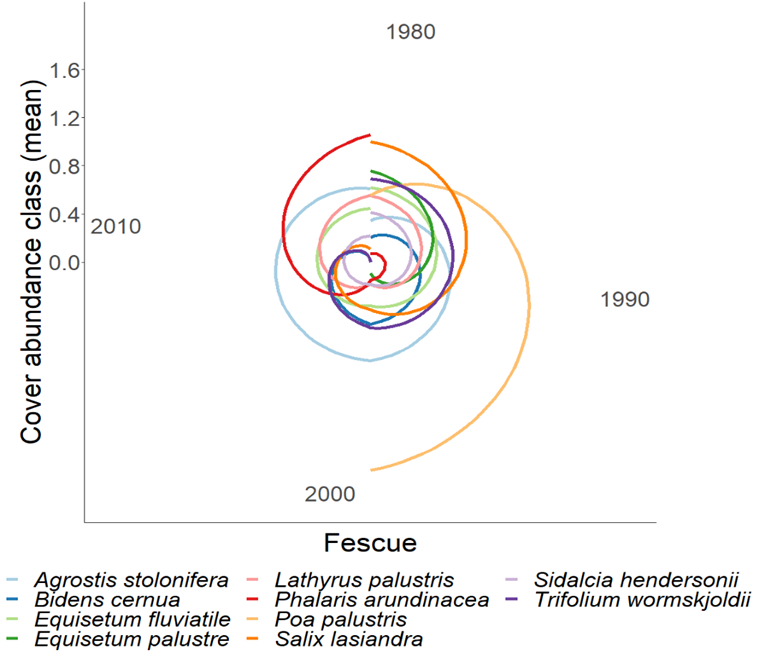 1980
1.6
1.2
0.8
0.4
0.0
Cover abundance class (mean)
2010
1990
2000
Fescue
Agrostis stolonifera
Lathyrus palustris
Sidalcia hendersonii
Bidens cernua
Phalaris arundinacea
Trifolium wormskjoldii
Equisetum fluviatile
Poa palustris
Equisetum palustre
Salix lasiandra